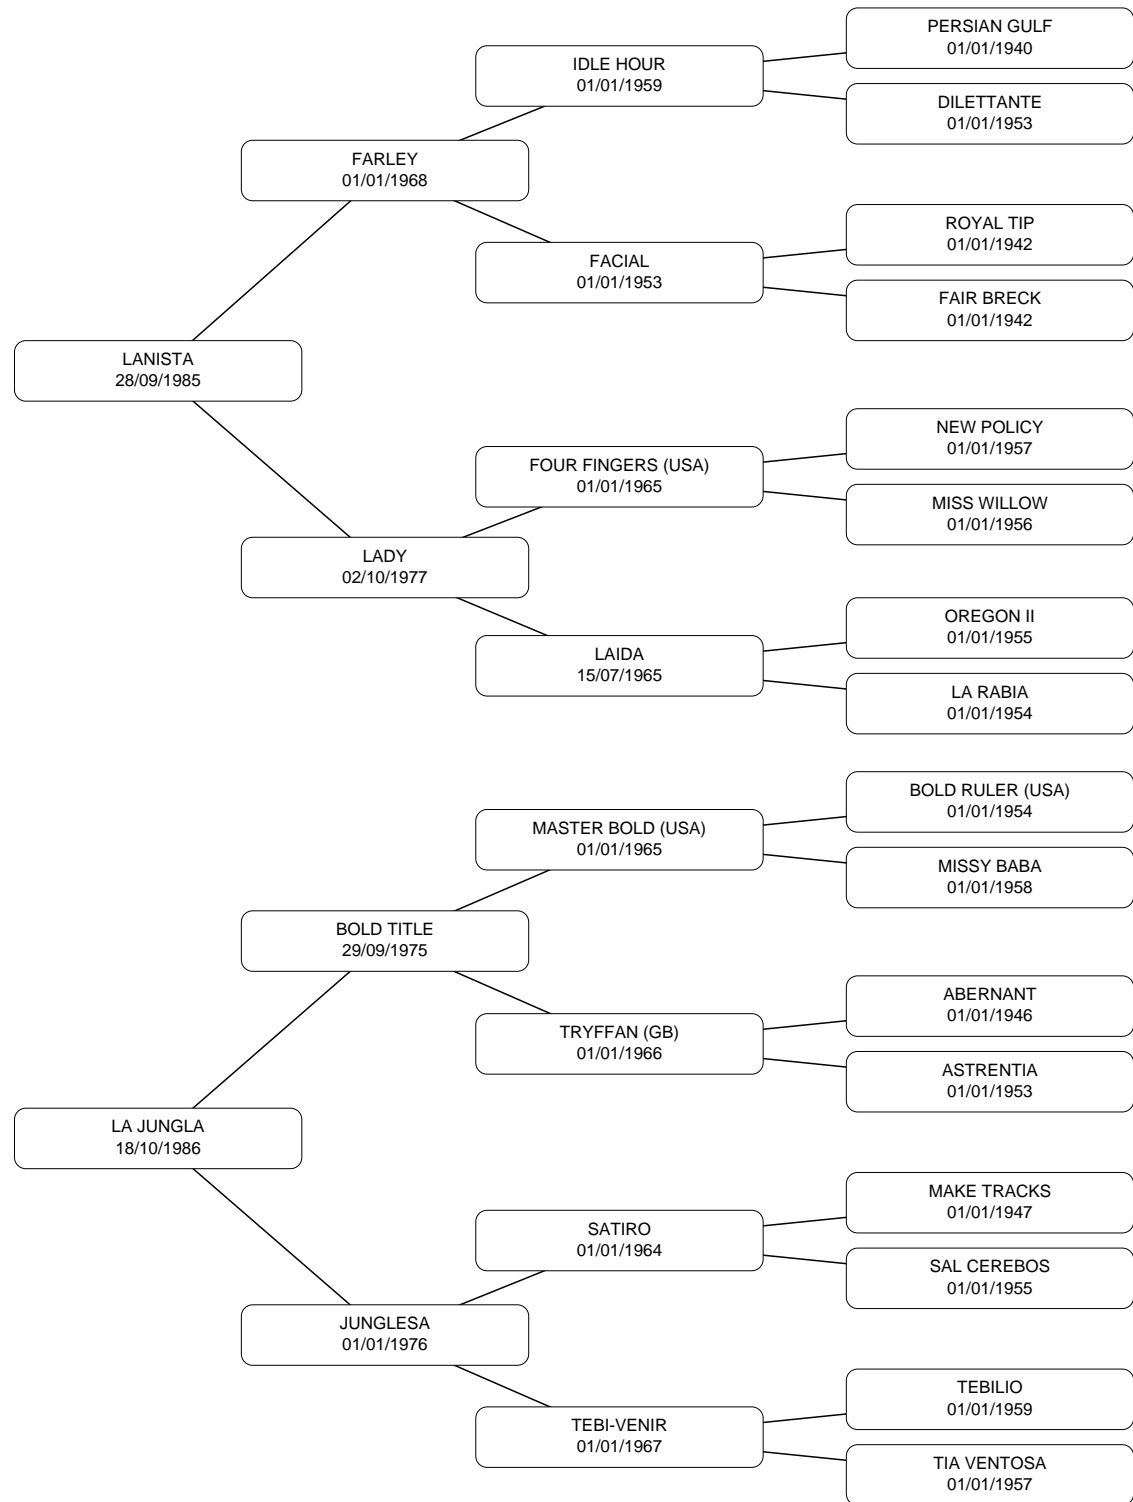 PERSIAN GULF
01/01/1940
IDLE HOUR
01/01/1959
DILETTANTE
01/01/1953
FARLEY
01/01/1968
ROYAL TIP
01/01/1942
FACIAL
01/01/1953
FAIR BRECK
01/01/1942
LANISTA
28/09/1985
NEW POLICY
01/01/1957
FOUR FINGERS (USA)
01/01/1965
MISS WILLOW
01/01/1956
LADY
02/10/1977
OREGON II
01/01/1955
LAIDA
15/07/1965
LA RABIA
01/01/1954
BOLD RULER (USA)
01/01/1954
MASTER BOLD (USA)
01/01/1965
MISSY BABA
01/01/1958
BOLD TITLE
29/09/1975
ABERNANT
01/01/1946
TRYFFAN (GB)
01/01/1966
ASTRENTIA
01/01/1953
LA JUNGLA
18/10/1986
MAKE TRACKS
01/01/1947
SATIRO
01/01/1964
SAL CEREBOS
01/01/1955
JUNGLESA
01/01/1976
TEBILIO
01/01/1959
TEBI-VENIR
01/01/1967
TIA VENTOSA
01/01/1957